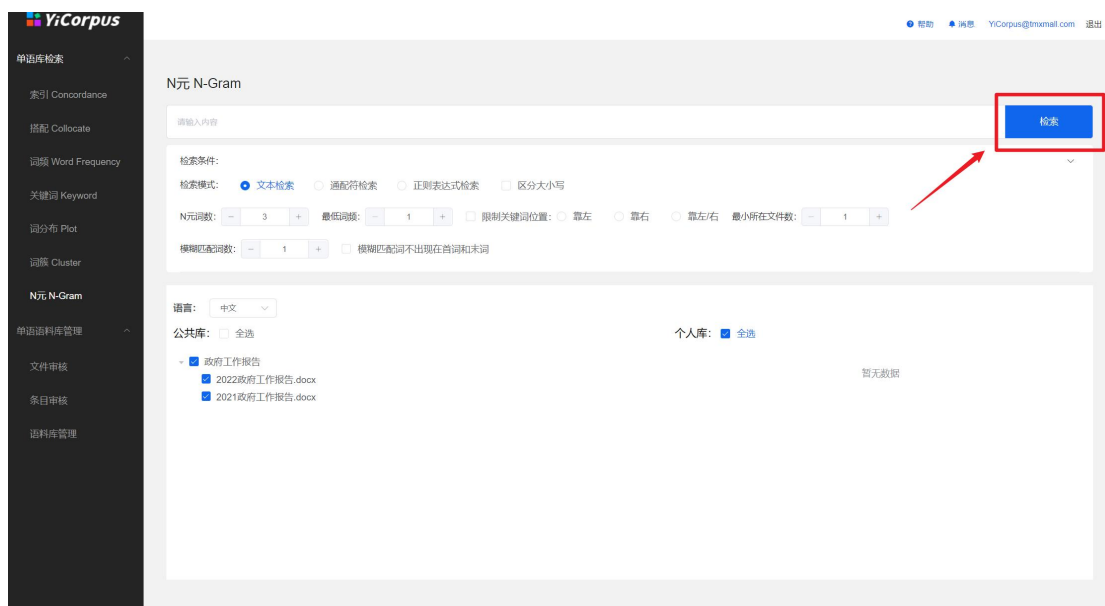 YiCorpus
帮助 消息 YiCorpus@tmxmall.com 退出
单语库检索
索引 Concordance
搭配 Collocate
词频 Word Frequency
关键词 Keyword
词分布 Plot
词簇 Cluster
N元 N-Gram
单语语料库管理
文件审核
条目审核
语料库管理
N元 N-Gram
请输入内容
检索
检索条件：
检索模式： 文本检索 通配符检索 正则表达式检索 区分大小写
N元词数： － 3 ＋ 最低词频： － 1 ＋ 限制关键词位置： 靠左 靠右 靠左/右 最小所在文件数： － 1 ＋
模糊匹配词数： － 1 ＋ 模糊匹配词不出现在首词和末词
语言： 中文
公共库： 全选
个人库： 全选
政府工作报告
2022政府工作报告.docx
2021政府工作报告.docx
暂无数据